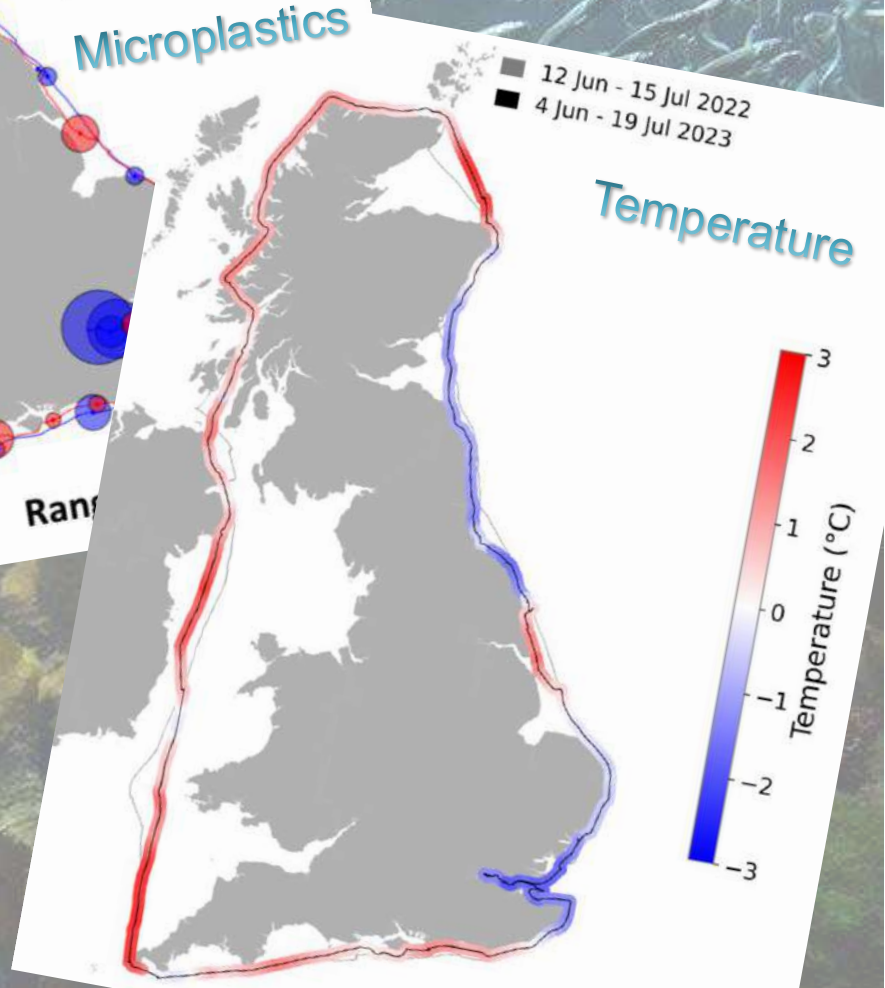 Microplastics
12 Jun - 15 Jul 2022
4 Jun - 19 Jul 2023
Temperature
3
2
1
0
−1
−2
−3
Temperature (°C)